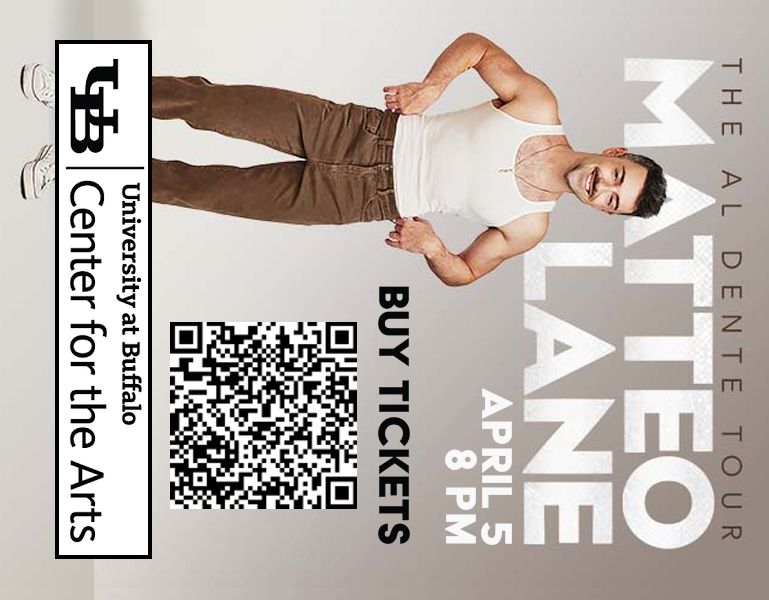 THE AL DENTE TOUR
MATTEO
LANE
APRIL 5
8 PM
BUY TICKETS
UB
University at Buffalo
Center for the Arts